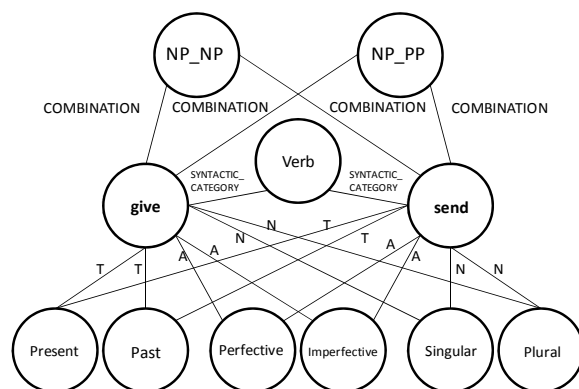 NP_NP NP_PP
COMBINATION COMBINATION COMBINATION COMBINATION
Verb
SYNTACTIC_ SYNTACTIC_
CATEGORY CATEGORY
give send
N T
N T
A A A
T T A N N
Present Past Perfective Imperfective Singular Plural